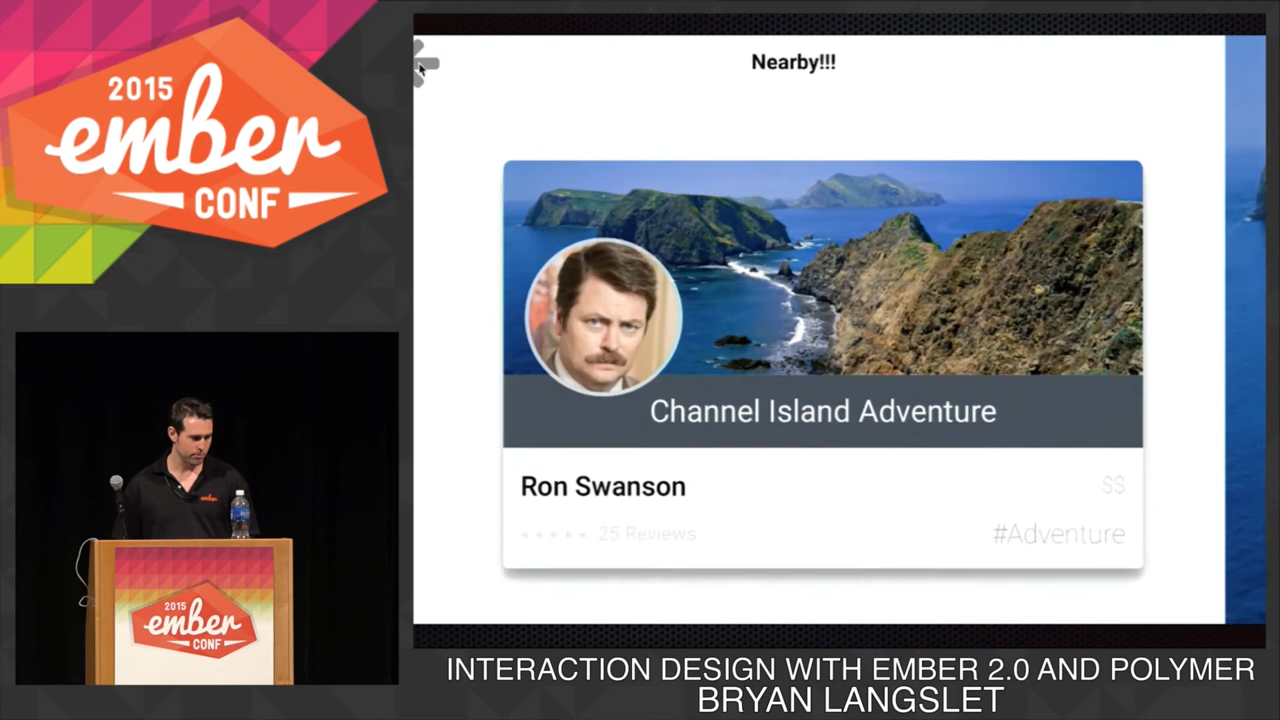 2015
ember
CONF
Nearby!!!
Channel Island Adventure
Ron Swanson
$$
25 Reviews
#Adventure
ember
2015
ember
CONF
INTERACTION DESIGN WITH EMBER 2.0 AND POLYMER
BRYAN LANGSLET